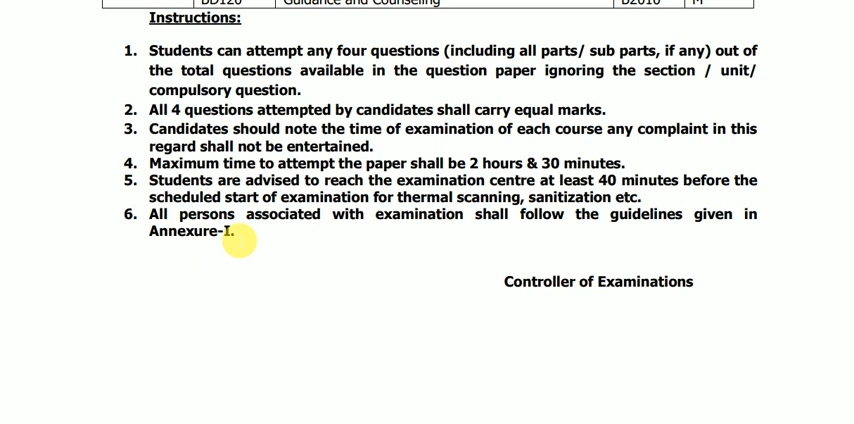 BD120 Guidance and Counseling B2010 M
Instructions:
1. Students can attempt any four questions (including all parts/ sub parts, if any) out of
the total questions available in the question paper ignoring the section / unit/
compulsory question.
2. All 4 questions attempted by candidates shall carry equal marks.
3. Candidates should note the time of examination of each course any complaint in this
regard shall not be entertained.
4. Maximum time to attempt the paper shall be 2 hours & 30 minutes.
5. Students are advised to reach the examination centre at least 40 minutes before the
scheduled start of examination for thermal scanning, sanitization etc.
6. All persons associated with examination shall follow the guidelines given in
Annexure-I.
Controller of Examinations